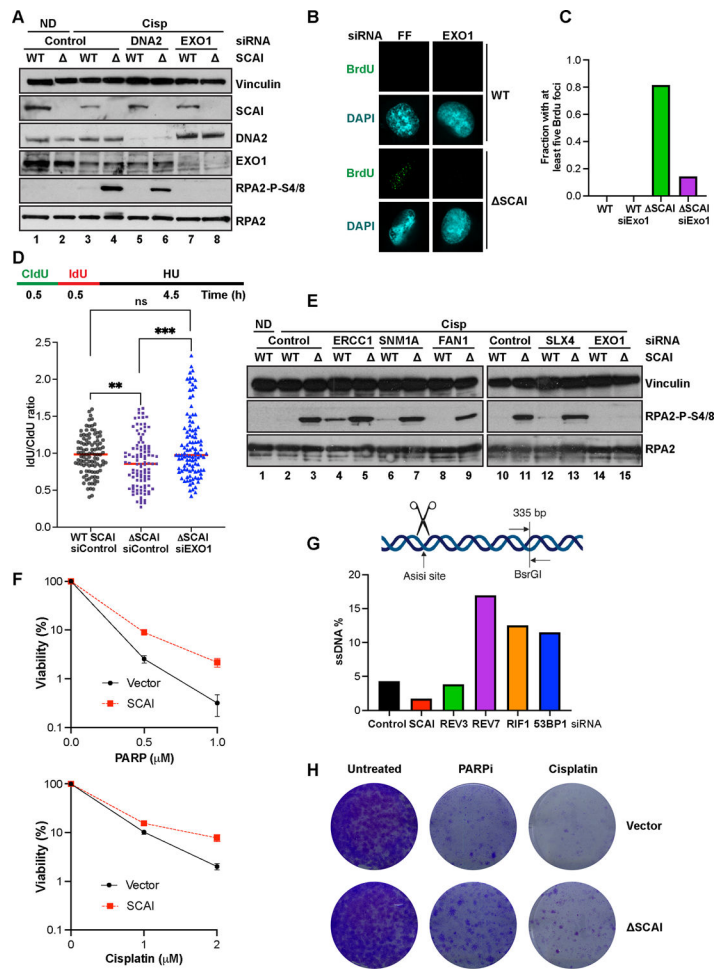 A
ND
Cisp
Control
DNA2
EXO1
siRNA
WT Δ WT Δ WT Δ WT Δ
SCAI
Vinculin
SCAI
DNA2
EXO1
RPA2-P-S4/8
RPA2
1 2 3 4 5 6 7 8
B
siRNA FF EXO1
BrdU
DAPI
WT
BrdU
DAPI
ΔSCAI
C
Fraction with at
least five Brdu foci
1.0
0.8
0.6
0.4
0.2
0.0
WT
WT
siExo1
ΔSCAI
ΔSCAI
siExo1
D
CldU IdU HU
0.5 0.5 4.5 Time (h)
ns
***
**
IdU/CldU ratio
2.5
2.0
1.5
1.0
0.5
0.0
WT SCAI
siControl
ΔSCAI
siControl
ΔSCAI
siEXO1
E
ND
Cisp
Control ERCC1 SNM1A FAN1 Control SLX4 EXO1 siRNA
WT WT Δ WT Δ WT Δ WT Δ WT Δ WT Δ WT Δ SCAI
Vinculin
RPA2-P-S4/8
RPA2
1 2 3 4 5 6 7 8 9 10 11 12 13 14 15
F
Viability (%)
100
10
1
0.1
Vector
SCAI
0.0 0.5 1.0
PARP (μM)
Viability (%)
100
10
1
0.1
Vector
SCAI
0 1 2
Cisplatin (μM)
G
335 bp
Asisi site
BsrGI
ssDNA %
20
15
10
5
0
Control SCAI REV3 REV7 RIF1 53BP1 siRNA
H
Untreated PARPi Cisplatin
Vector
ΔSCAI